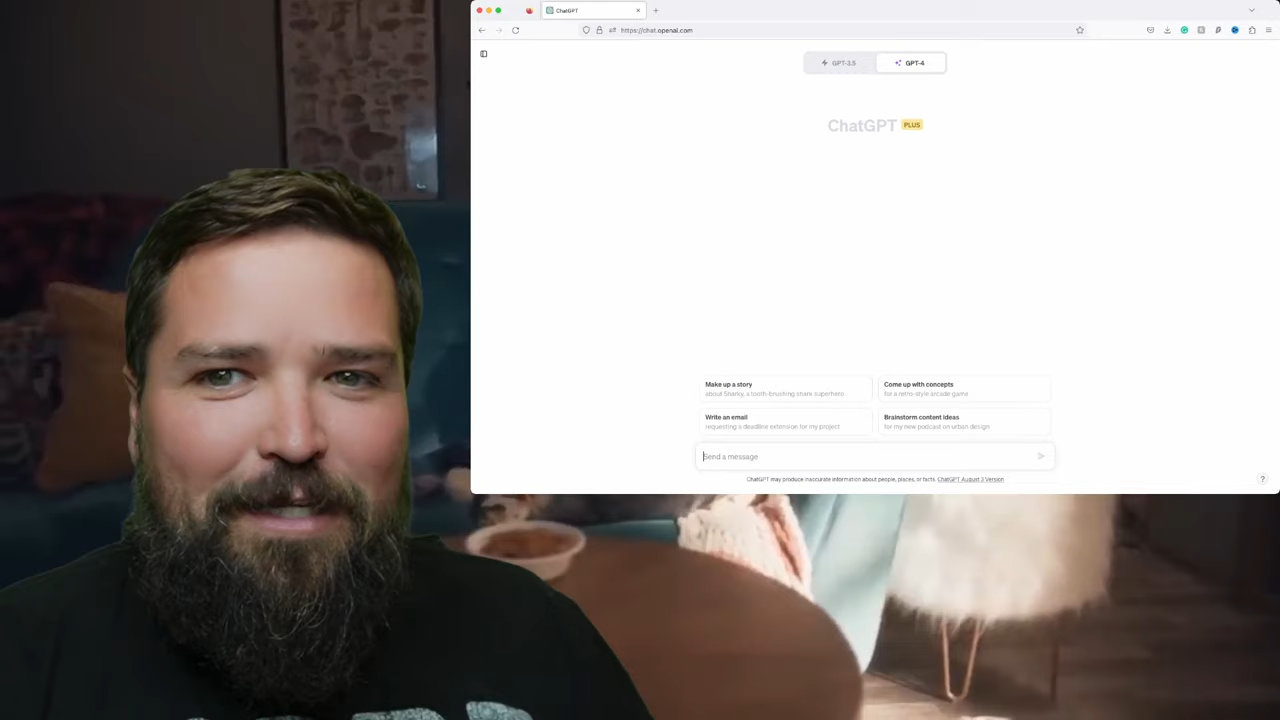 ChatGPT
https://chat.openai.com
GPT-3.5
GPT-4
ChatGPT PLUS
Make up a story
about Sharky, a tooth-brushing shark superhero
Come up with concepts
for a retro-style arcade game
Write an email
requesting a deadline extension for my project
Brainstorm content ideas
for my new podcast on urban design
Send a message
ChatGPT may produce inaccurate information about people, places, or facts. ChatGPT August 3 Version
?